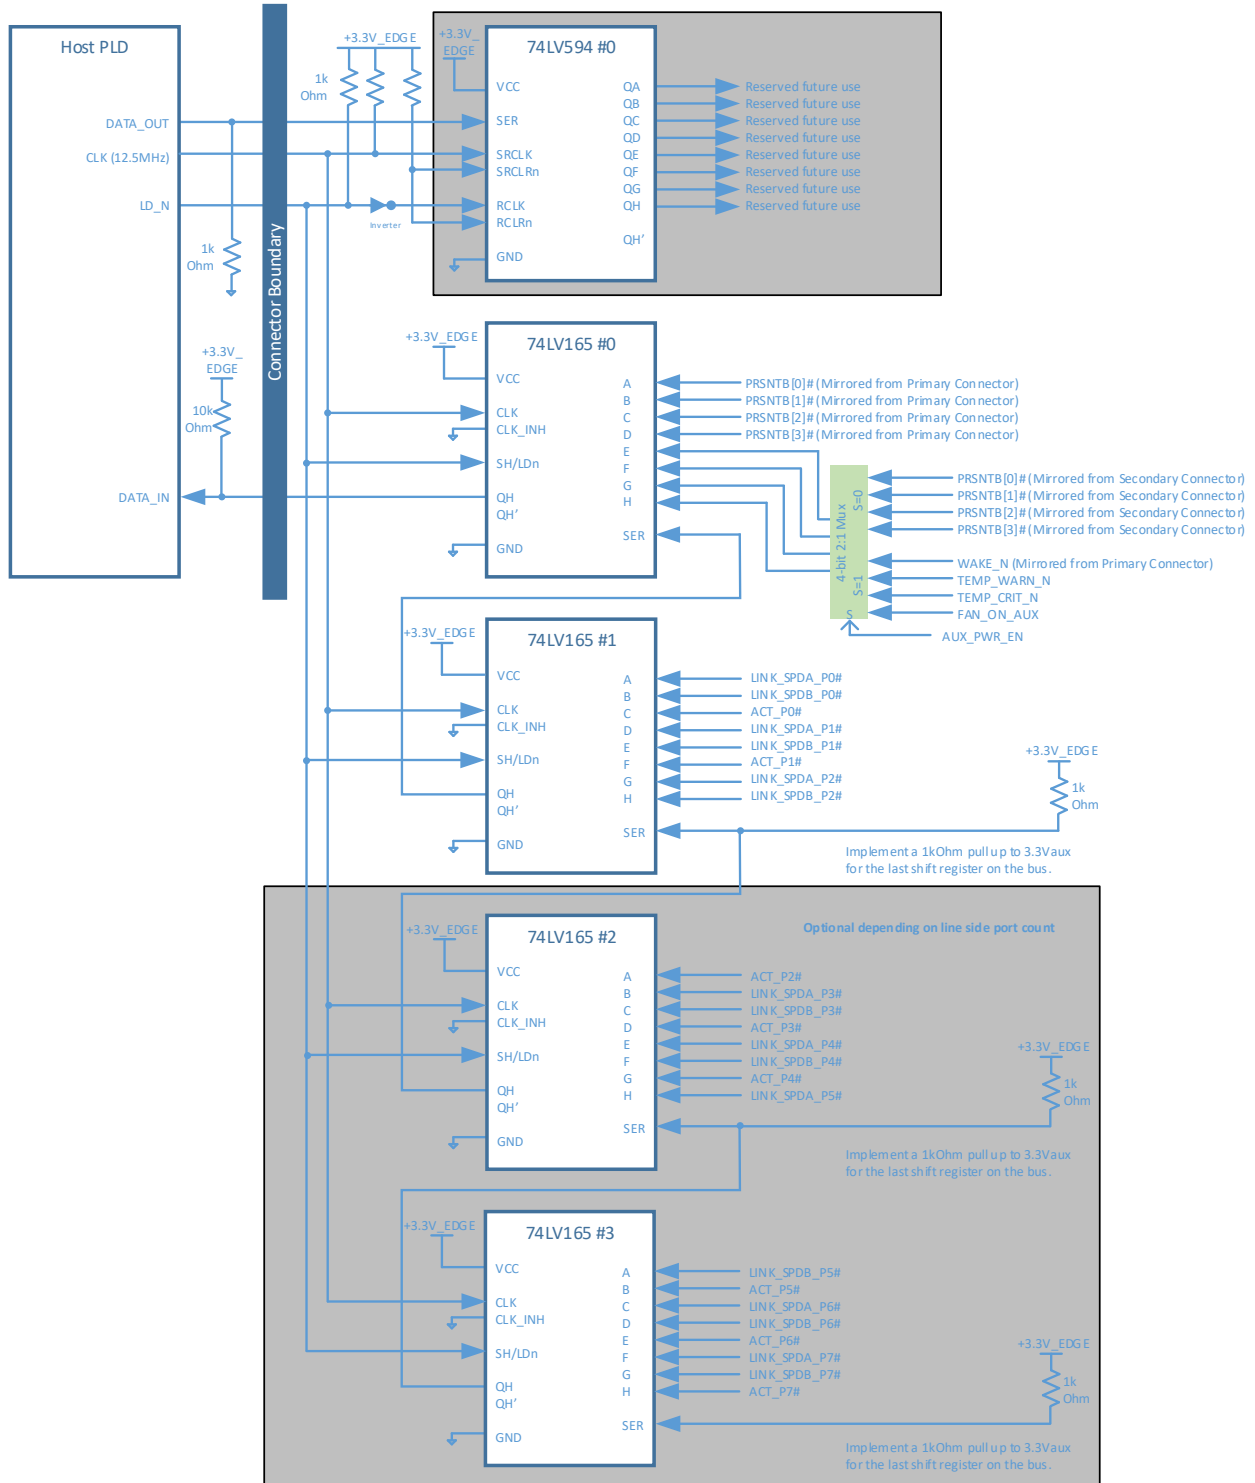 Host PLD
DATA_OUT
CLK (12.5MHz)
LD_N
1k
Ohm
+3.3V_
EDGE
10k
Ohm
DATA_IN
Connector Boundary
+3.3V_EDGE
1k
Ohm
Inverter
+3.3V_
EDGE
74LV594 #0
VCC
SER
SRCLK
SRCLRn
RCLK
RCLRn
GND
QA
QB
QC
QD
QE
QF
QG
QH
QH'
Reserved future use
Reserved future use
Reserved future use
Reserved future use
Reserved future use
Reserved future use
Reserved future use
Reserved future use
+3.3V_EDGE
74LV165 #0
VCC
CLK
CLK_INH
SH/LDn
QH
QH'
GND
A
B
C
D
E
F
G
H
SER
PRSNTB[0]# (Mirrored from Primary Connector)
PRSNTB[1]# (Mirrored from Primary Connector)
PRSNTB[2]# (Mirrored from Primary Connector)
PRSNTB[3]# (Mirrored from Primary Connector)
4-bit 2:1 Mux
S=0
S=1
S
PRSNTB[0]# (Mirrored from Secondary Connector)
PRSNTB[1]# (Mirrored from Secondary Connector)
PRSNTB[2]# (Mirrored from Secondary Connector)
PRSNTB[3]# (Mirrored from Secondary Connector)
WAKE_N (Mirrored from Primary Connector)
TEMP_WARN_N
TEMP_CRIT_N
FAN_ON_AUX
AUX_PWR_EN
+3.3V_EDGE
74LV165 #1
VCC
CLK
CLK_INH
SH/LDn
QH
QH'
GND
A
B
C
D
E
F
G
H
SER
LINK_SPDA_P0#
LINK_SPDB_P0#
ACT_P0#
LINK_SPDA_P1#
LINK_SPDB_P1#
ACT_P1#
LINK_SPDA_P2#
LINK_SPDB_P2#
+3.3V_EDGE
1k
Ohm
Implement a 1kOhm pull up to 3.3Vaux
for the last shift register on the bus.
Optional depending on line side port count
+3.3V_EDGE
74LV165 #2
VCC
CLK
CLK_INH
SH/LDn
QH
QH'
GND
A
B
C
D
E
F
G
H
SER
ACT_P2#
LINK_SPDA_P3#
LINK_SPDB_P3#
ACT_P3#
LINK_SPDA_P4#
LINK_SPDB_P4#
ACT_P4#
LINK_SPDA_P5#
+3.3V_EDGE
1k
Ohm
Implement a 1kOhm pull up to 3.3Vaux
for the last shift register on the bus.
+3.3V_EDGE
74LV165 #3
VCC
CLK
CLK_INH
SH/LDn
QH
QH'
GND
A
B
C
D
E
F
G
H
SER
LINK_SPDB_P5#
ACT_P5#
LINK_SPDA_P6#
LINK_SPDB_P6#
ACT_P6#
LINK_SPDA_P7#
LINK_SPDB_P7#
ACT_P7#
+3.3V_EDGE
1k
Ohm
Implement a 1kOhm pull up to 3.3Vaux
for the last shift register on the bus.